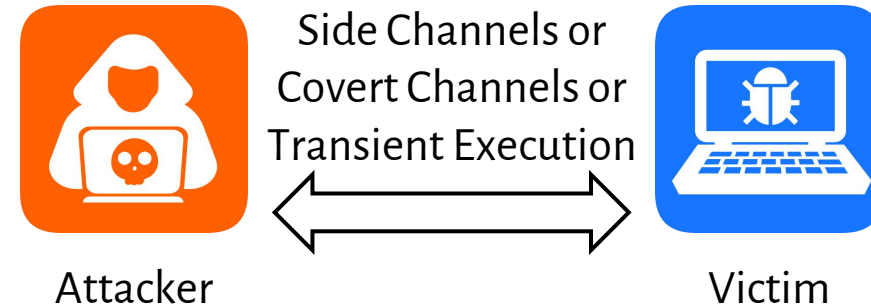 Side Channels or
Covert Channels or
Transient Execution
Attacker
Victim